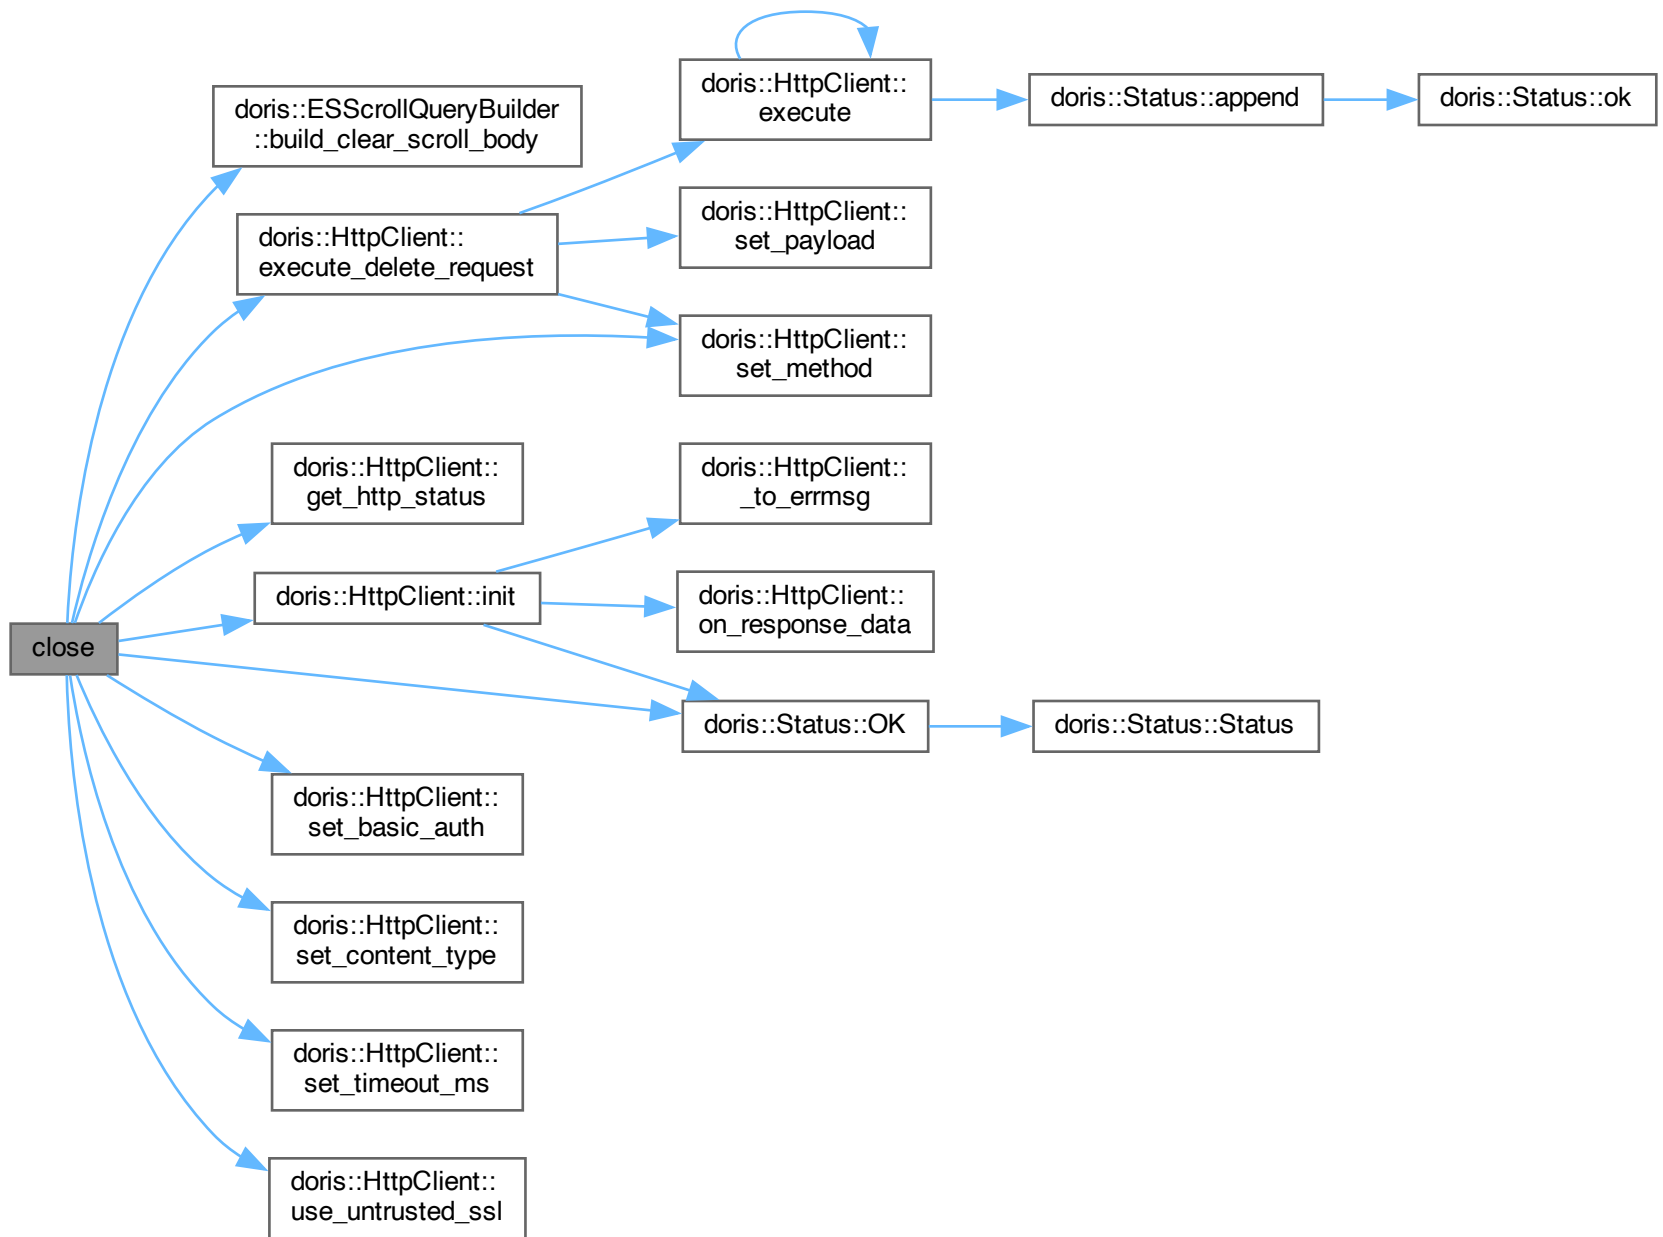 close
doris::ESScrollQueryBuilder
::build_clear_scroll_body
doris::HttpClient::
execute_delete_request
doris::HttpClient::
get_http_status
doris::HttpClient::init
doris::HttpClient::
set_basic_auth
doris::HttpClient::
set_content_type
doris::HttpClient::
set_timeout_ms
doris::HttpClient::
use_untrusted_ssl
doris::HttpClient::
execute
doris::HttpClient::
set_payload
doris::HttpClient::
set_method
doris::HttpClient::
_to_errmsg
doris::HttpClient::
on_response_data
doris::Status::OK
doris::Status::append
doris::Status::Status
doris::Status::ok